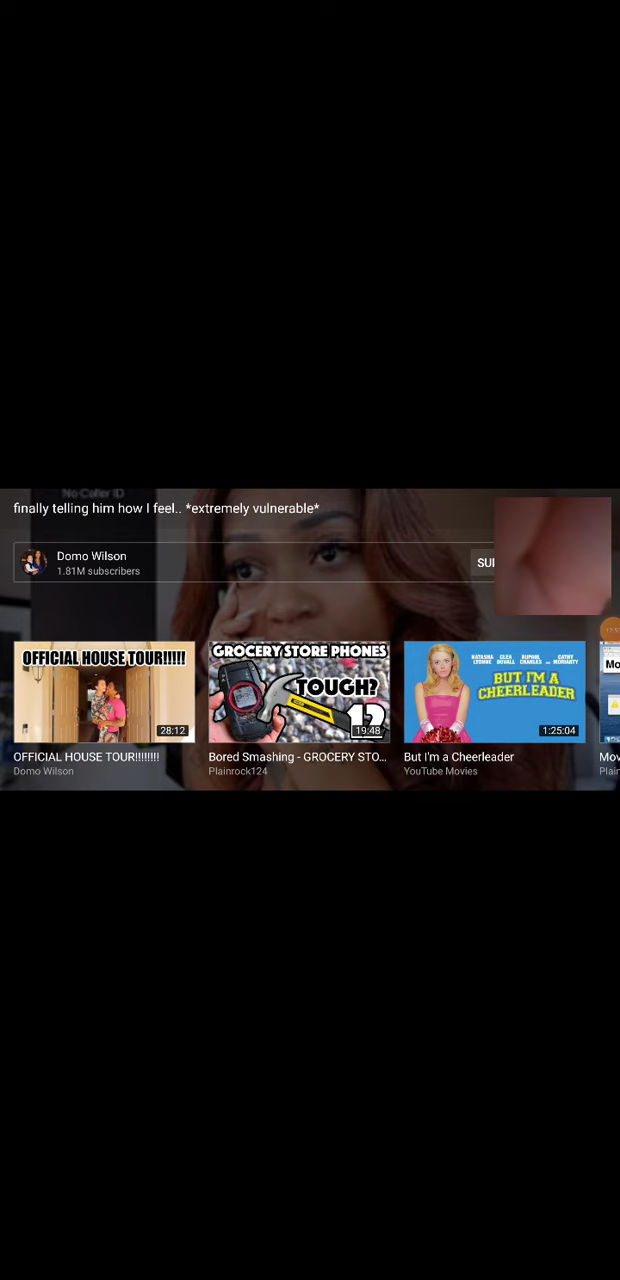 No Caller ID
finally telling him how I feel.. *extremely vulnerable*
Domo Wilson
1.81M subscribers
OFFICIAL HOUSE TOUR!!!!!
28:12
GROCERY STORE PHONES
TOUGH?
12
19:48
NATASHA LYONNE CLEA DUVALL RUPAUL CHARLES AND CATHY MORIARTY
BUT I'M A
CHEERLEADER
1:25:04
Mo
OFFICIAL HOUSE TOUR!!!!!!!!
Domo Wilson
Bored Smashing - GROCERY STO...
Plainrock124
But I'm a Cheerleader
YouTube Movies
Mov
Plain